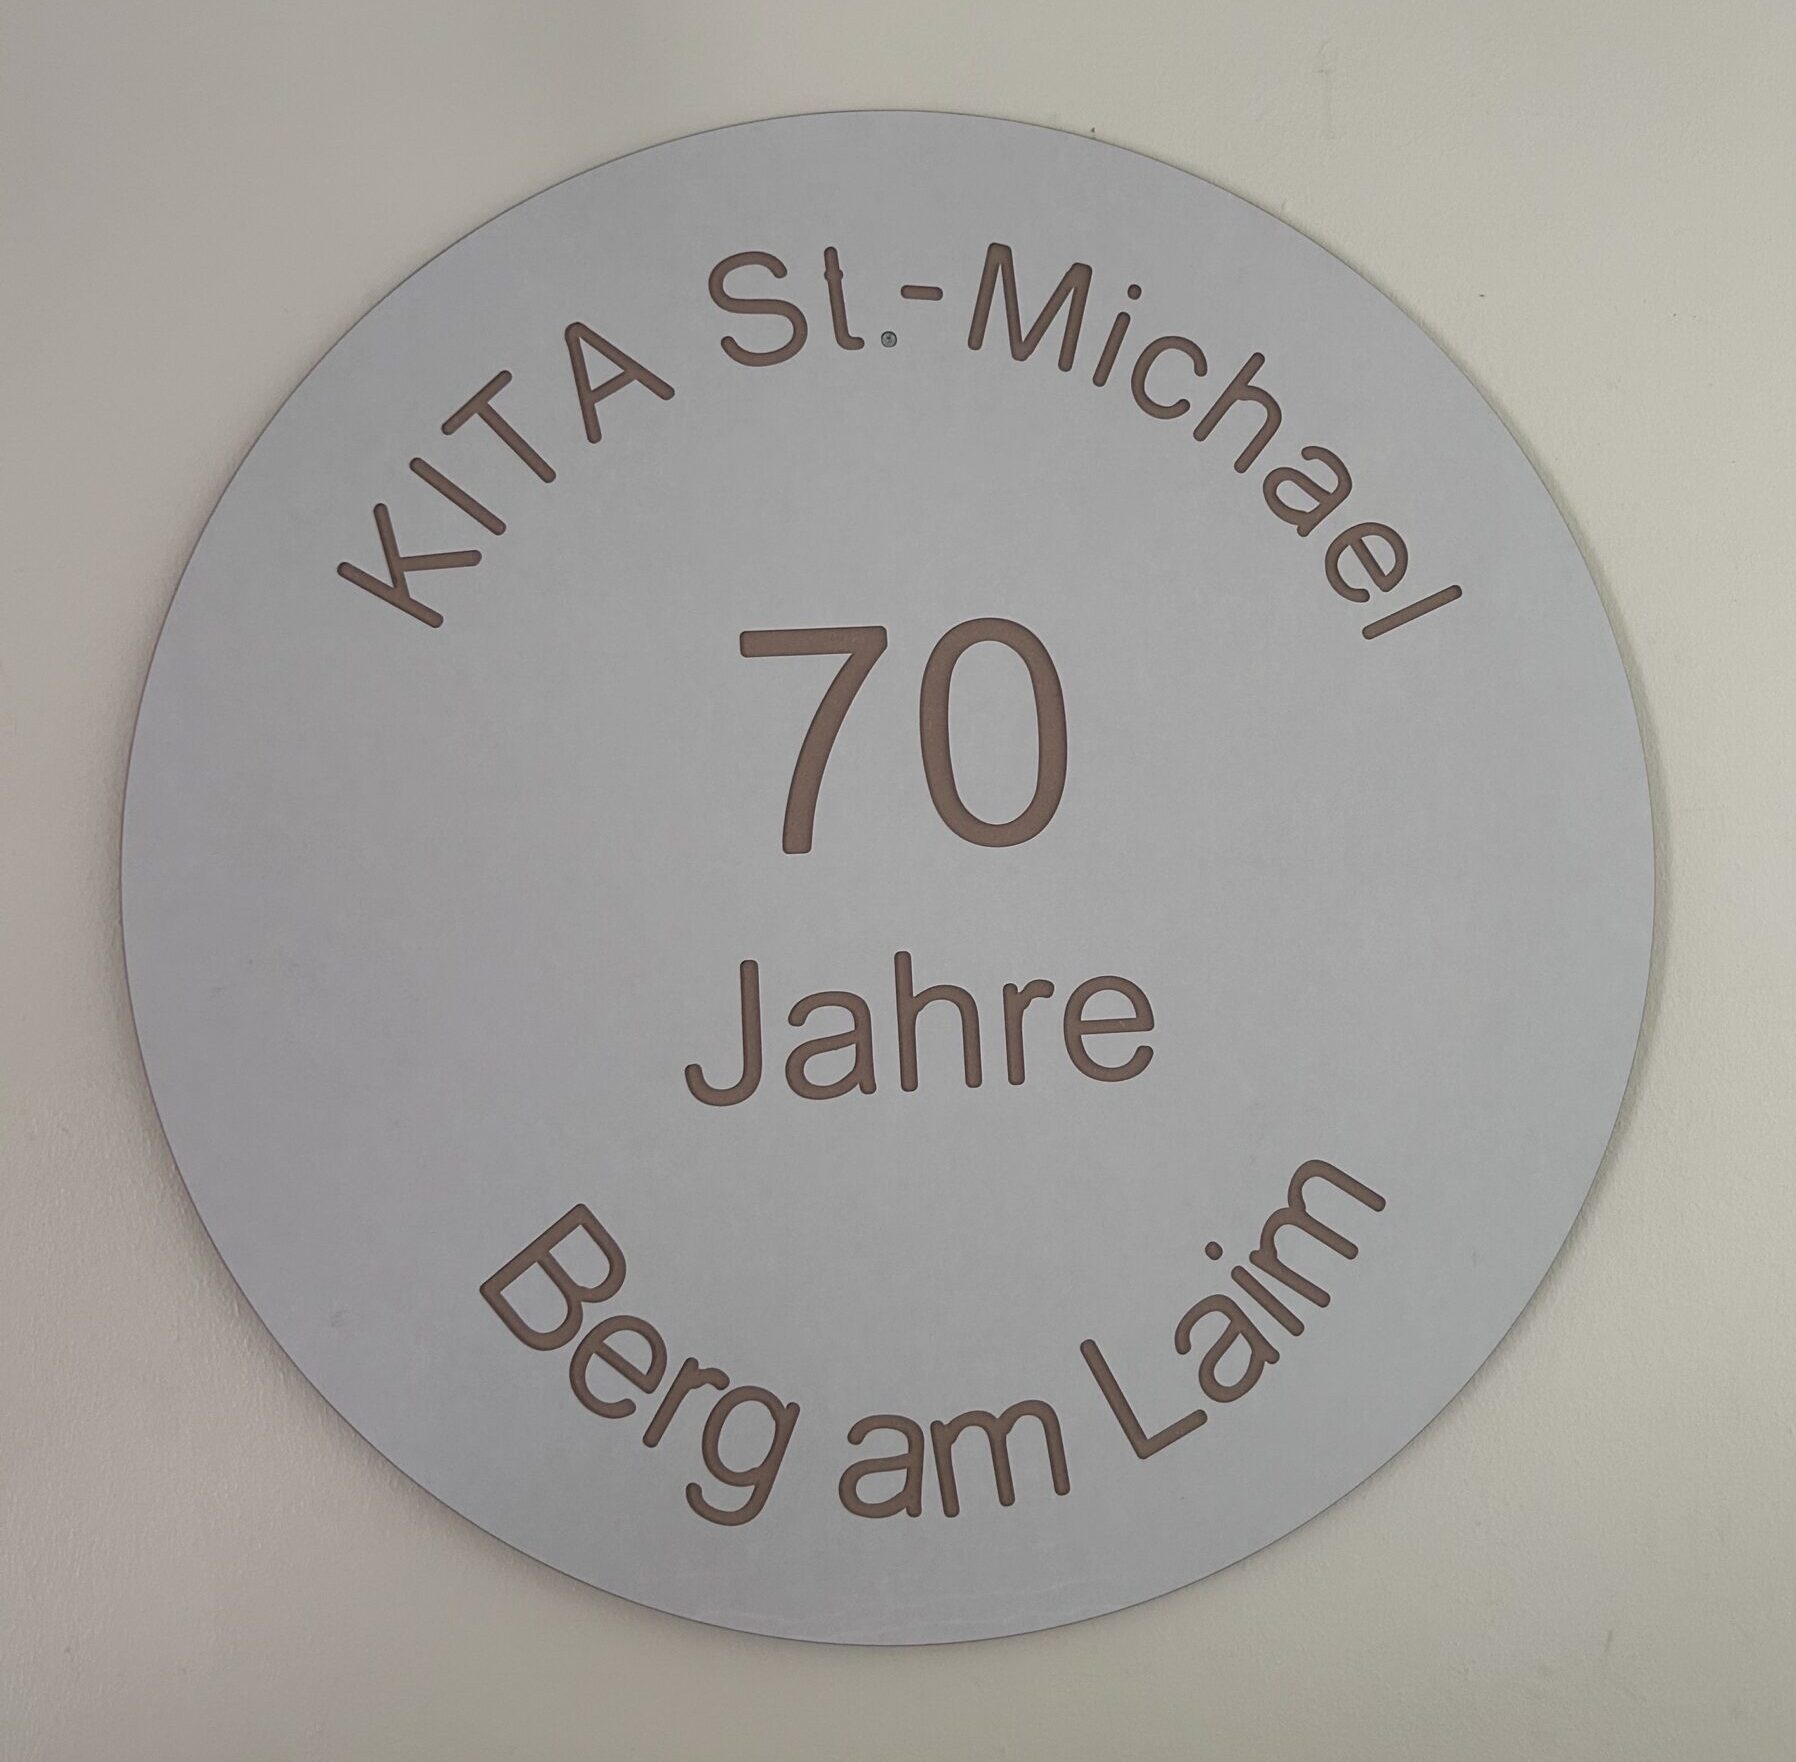 KITA St.-Michael
70
Jahre
Berg am Laim